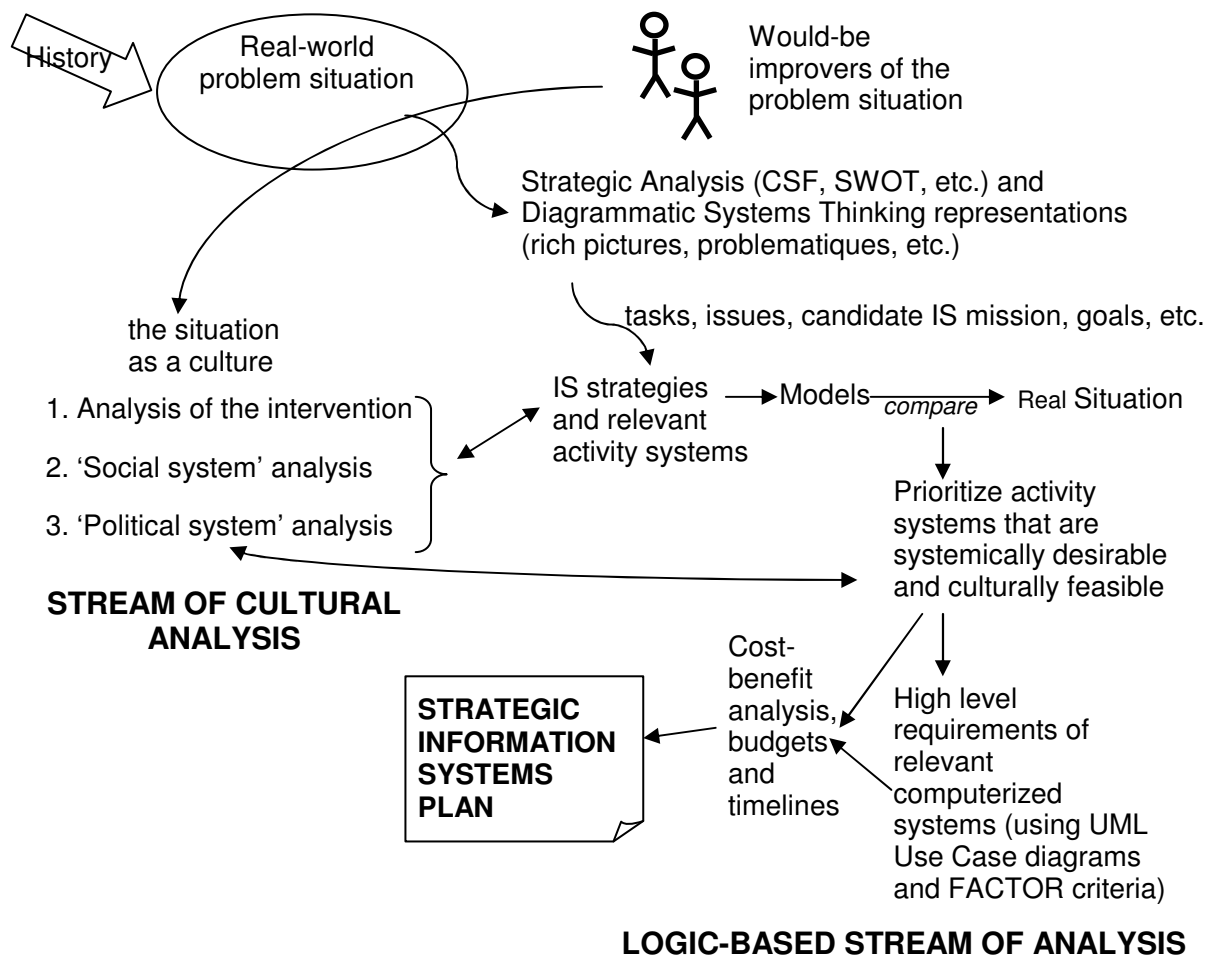 History
Real-world
problem situation
Would-be
improvers of the
problem situation
Strategic Analysis (CSF, SWOT, etc.) and
Diagrammatic Systems Thinking representations
(rich pictures, problematiques, etc.)
the situation
as a culture
tasks, issues, candidate IS mission, goals, etc.
1. Analysis of the intervention
2. ‘Social system’ analysis
3. ‘Political system’ analysis
IS strategies
and relevant
activity systems
Models
compare
Real Situation
Prioritize activity
systems that are
systemically desirable
and culturally feasible
STREAM OF CULTURAL
ANALYSIS
Cost-
benefit
analysis,
budgets
and
timelines
STRATEGIC
INFORMATION
SYSTEMS
PLAN
High level
requirements of
relevant
computerized
systems (using UML
Use Case diagrams
and FACTOR criteria)
LOGIC-BASED STREAM OF ANALYSIS